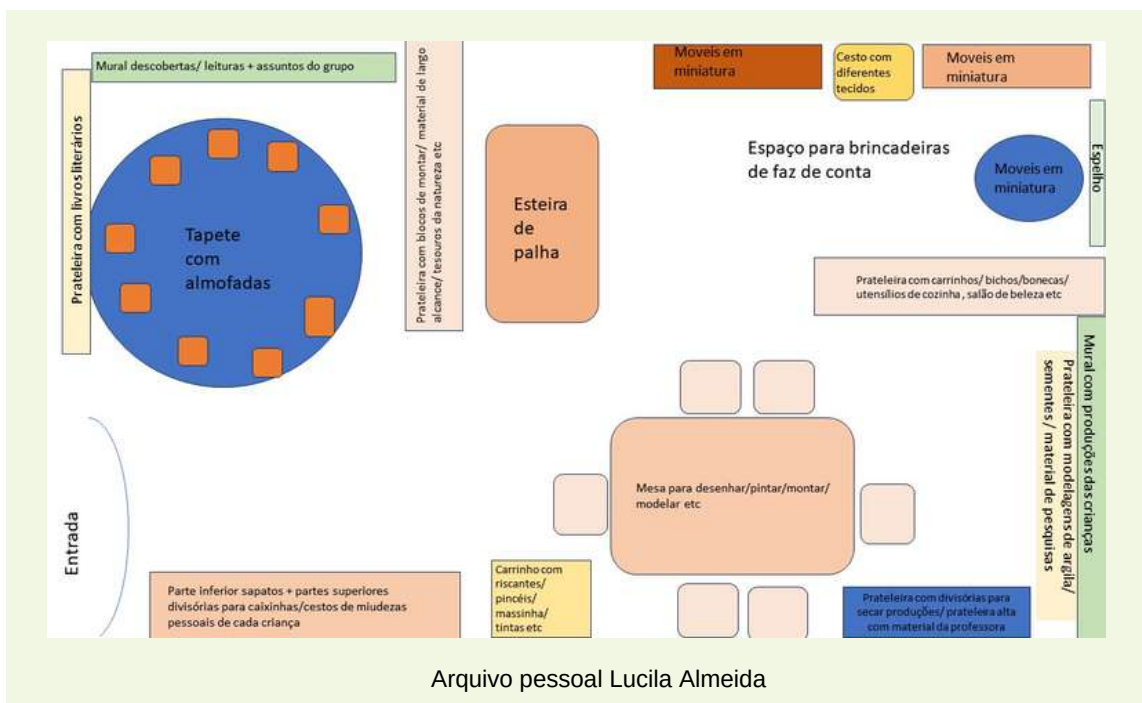 Mural descobertas/ leituras + assuntos do grupo
Prateleira com livros literários
Tapete
com
almofadas
Prateleira com blocos de montar/ material de largo
alcance/ tesouros da natureza etc
Esteira
de
palha
Moveis em
miniatura
Cesto com
diferentes
tecidos
Moveis em
miniatura
Espaço para brincadeiras
de faz de conta
Moveis em
miniatura
Espelho
Prateleira com carrinhos/ bichos/bonecas/
utensílios de cozinha, salão de beleza etc
Mural com produções das crianças
Prateleira com modelagens de argila/
sementes / material de pesquisas
Mesa para desenhar/pintar/montar/
modelar etc
Entrada
Parte inferior sapatos + partes superiores
divisórias para caixinhas/cestos de miudezas
pessoais de cada criança
Carrinho com
riscantes/
pincéis/
massinha/
tintas etc
Prateleira com divisórias para
secar produções/ prateleira alta
com material da professora
Arquivo pessoal Lucila Almeida